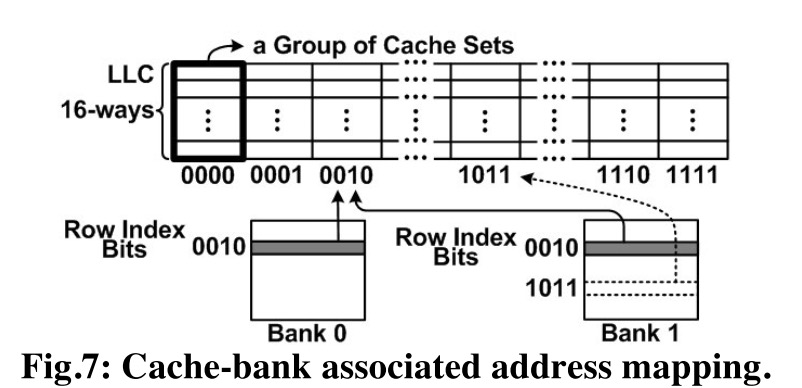 a Group of Cache Sets
LLC
16-ways
0000 0001 0010 1011 1110 1111
Row Index Bits
0010
Row Index Bits
0010
1011
Bank 0
Bank 1
Fig.7: Cache-bank associated address mapping.